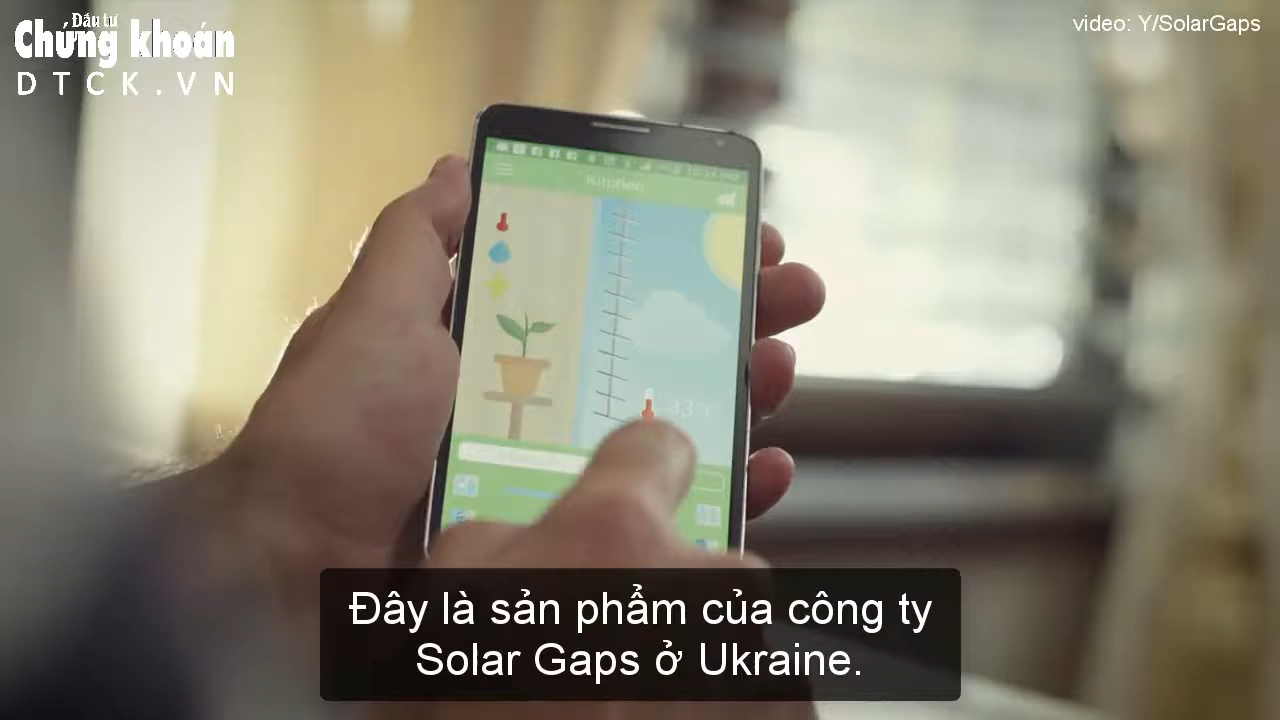 Đầu tư
Chứng khoán
DTCK.VN
video: Y/SolarGaps
Kitchen
Đây là sản phẩm của công ty
Solar Gaps ở Ukraine.